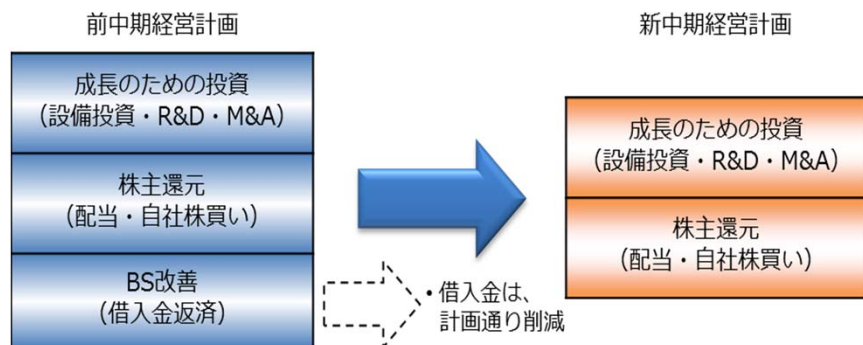 前中期経営計画
成長のための投資
(設備投資・R&D・M&A)
株主還元
(配当・自社株買い)
BS改善
(借入金返済)
・借入金は、
計画通り削減
新中期経営計画
成長のための投資
(設備投資・R&D・M&A)
株主還元
(配当・自社株買い)